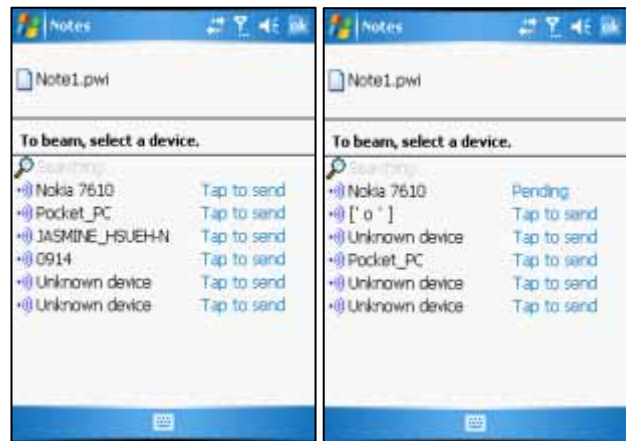 Notes
ok
Note1.pwi
To beam, select a device.
Searching
Nokia 7610 Tap to send
Pocket_PC Tap to send
JASMINE_HSUEH-N Tap to send
0914 Tap to send
Unknown device Tap to send
Unknown device Tap to send
Notes
ok
Note1.pwi
To beam, select a device.
Searching
Nokia 7610 Pending
[' o '] Tap to send
Unknown device Tap to send
Pocket_PC Tap to send
Unknown device Tap to send
Unknown device Tap to send